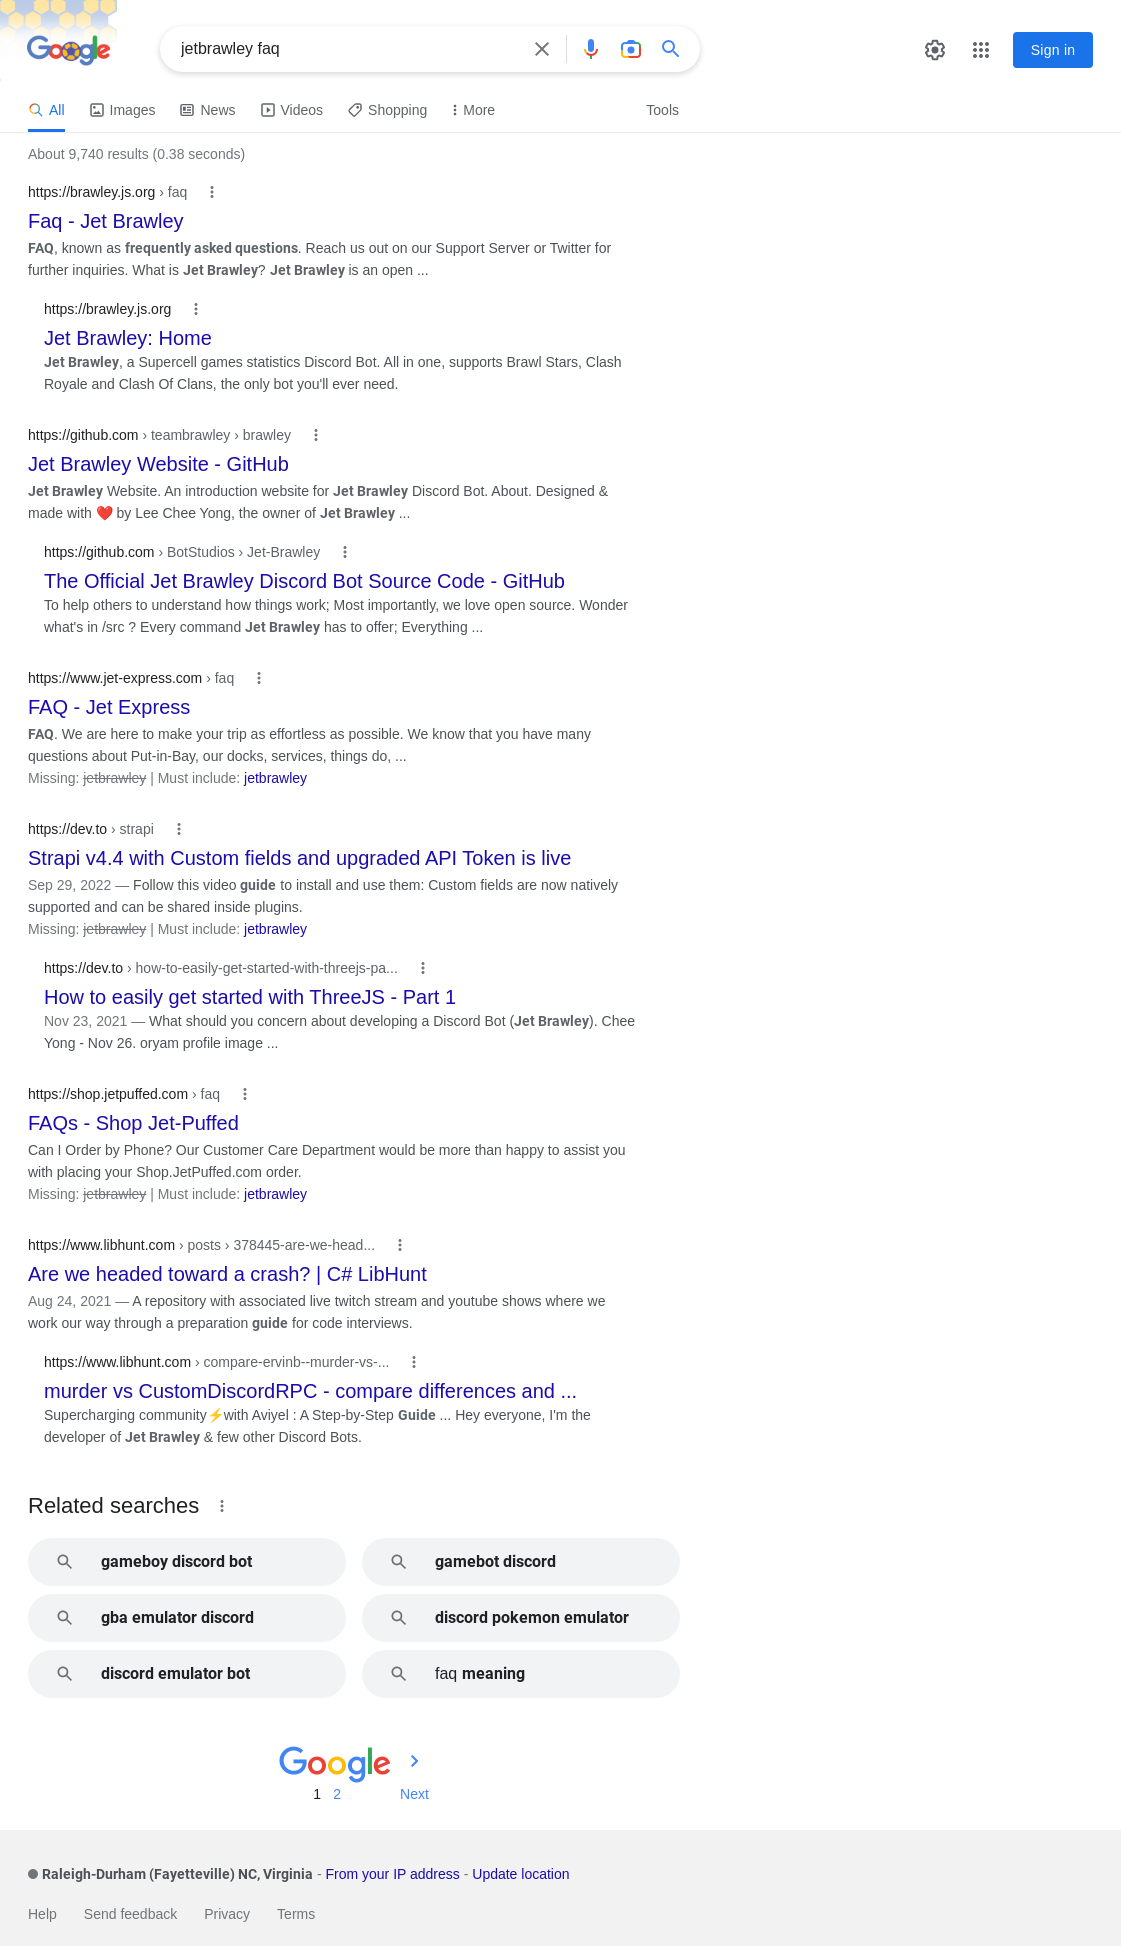 Google
jetbrawley faq
Sign in
All
Images
News
Videos
Shopping
More
Tools
About 9,740 results (0.38 seconds)
https://brawley.js.org › faq
Faq - Jet Brawley
FAQ, known as frequently asked questions. Reach us out on our Support Server or Twitter for
further inquiries. What is Jet Brawley? Jet Brawley is an open ...
https://brawley.js.org
Jet Brawley: Home
Jet Brawley, a Supercell games statistics Discord Bot. All in one, supports Brawl Stars, Clash
Royale and Clash Of Clans, the only bot you'll ever need.
https://github.com › teambrawley › brawley
Jet Brawley Website - GitHub
Jet Brawley Website. An introduction website for Jet Brawley Discord Bot. About. Designed &
made with ❤️ by Lee Chee Yong, the owner of Jet Brawley ...
https://github.com › BotStudios › Jet-Brawley
The Official Jet Brawley Discord Bot Source Code - GitHub
To help others to understand how things work; Most importantly, we love open source. Wonder
what's in /src ? Every command Jet Brawley has to offer; Everything ...
https://www.jet-express.com › faq
FAQ - Jet Express
FAQ. We are here to make your trip as effortless as possible. We know that you have many
questions about Put-in-Bay, our docks, services, things do, ...
Missing: jetbrawley | Must include: jetbrawley
https://dev.to › strapi
Strapi v4.4 with Custom fields and upgraded API Token is live
Sep 29, 2022 — Follow this video guide to install and use them: Custom fields are now natively
supported and can be shared inside plugins.
Missing: jetbrawley | Must include: jetbrawley
https://dev.to › how-to-easily-get-started-with-threejs-pa...
How to easily get started with ThreeJS - Part 1
Nov 23, 2021 — What should you concern about developing a Discord Bot (Jet Brawley). Chee
Yong - Nov 26. oryam profile image ...
https://shop.jetpuffed.com › faq
FAQs - Shop Jet-Puffed
Can I Order by Phone? Our Customer Care Department would be more than happy to assist you
with placing your Shop.JetPuffed.com order.
Missing: jetbrawley | Must include: jetbrawley
https://www.libhunt.com › posts › 378445-are-we-head...
Are we headed toward a crash? | C# LibHunt
Aug 24, 2021 — A repository with associated live twitch stream and youtube shows where we
work our way through a preparation guide for code interviews.
https://www.libhunt.com › compare-ervinb--murder-vs-...
murder vs CustomDiscordRPC - compare differences and ...
Supercharging community⚡with Aviyel : A Step-by-Step Guide ... Hey everyone, I'm the
developer of Jet Brawley & few other Discord Bots.
Related searches
gameboy discord bot
gamebot discord
gba emulator discord
discord pokemon emulator
discord emulator bot
faq meaning
Google
1 2 Next
Raleigh-Durham (Fayetteville) NC, Virginia - From your IP address - Update location
Help Send feedback Privacy Terms